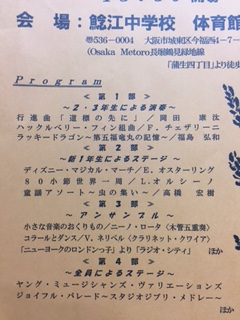 会 場：鯰江中学校 体育館
〒536－0004 大阪市城東区今福西4－7－
(Osaka Metoro長堀鶴見緑地線
「蒲生四丁目」より徒歩
Program
＜ 第 1 部 ＞
～2・3年生による演奏～
行進曲「道標の先に」／岡田 康汰
ハックルベリー・フィン組曲／F．チェザリーニ
ラッキードラゴン～第五福竜丸の記憶～／福島 弘和
＜ 第 2 部 ＞
～新1年生によるステージ～
ディズニー・マジカル・マーチ／E．オスターリング
80小節世界一周／L．オルシーノ
童謡アソート～虫の集い～／高橋 宏樹
＜ 第 3 部 ＞
～ アンサンブル ～
小さな音楽のおくりもの／ニーノ・ロータ（木管五重奏）
コラールとダンス／V．ネリベル（クラリネット・クワイア）
「ニューヨークのロンドンっ子」より「ラジオ・シティ」 ほか
＜ 第 4 部 ＞
～全員によるステージ～
ヤング・ミュージシャンズ・ヴァリエーションズ
ジョイフル・パレード～スタジオジブリ・メドレー～
ほか